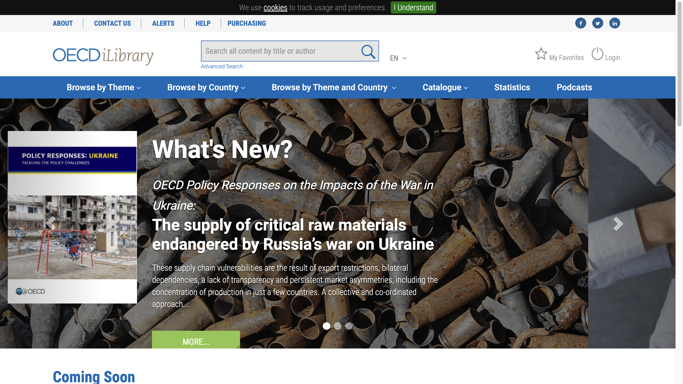 We use cookies to track usage and preferences. I Understand
ABOUT CONTACT US ALERTS HELP PURCHASING
OECD iLibrary
Search all content by title or author
Advanced Search
EN
My Favorites
Login
Browse by Theme Browse by Country Browse by Theme and Country Catalogue Statistics Podcasts
POLICY RESPONSES: UKRAINE
TACKLING THE POLICY CHALLENGES
OECD
What's New?
OECD Policy Responses on the Impacts of the War in
Ukraine:
The supply of critical raw materials
endangered by Russia's war on Ukraine
These supply chain vulnerabilities are the result of export restrictions, bilateral
dependencies, a lack of transparency and persistent market asymmetries, including the
concentration of production in just a few countries. A collective and co-ordinated
approach...
MORE...
Coming Soon